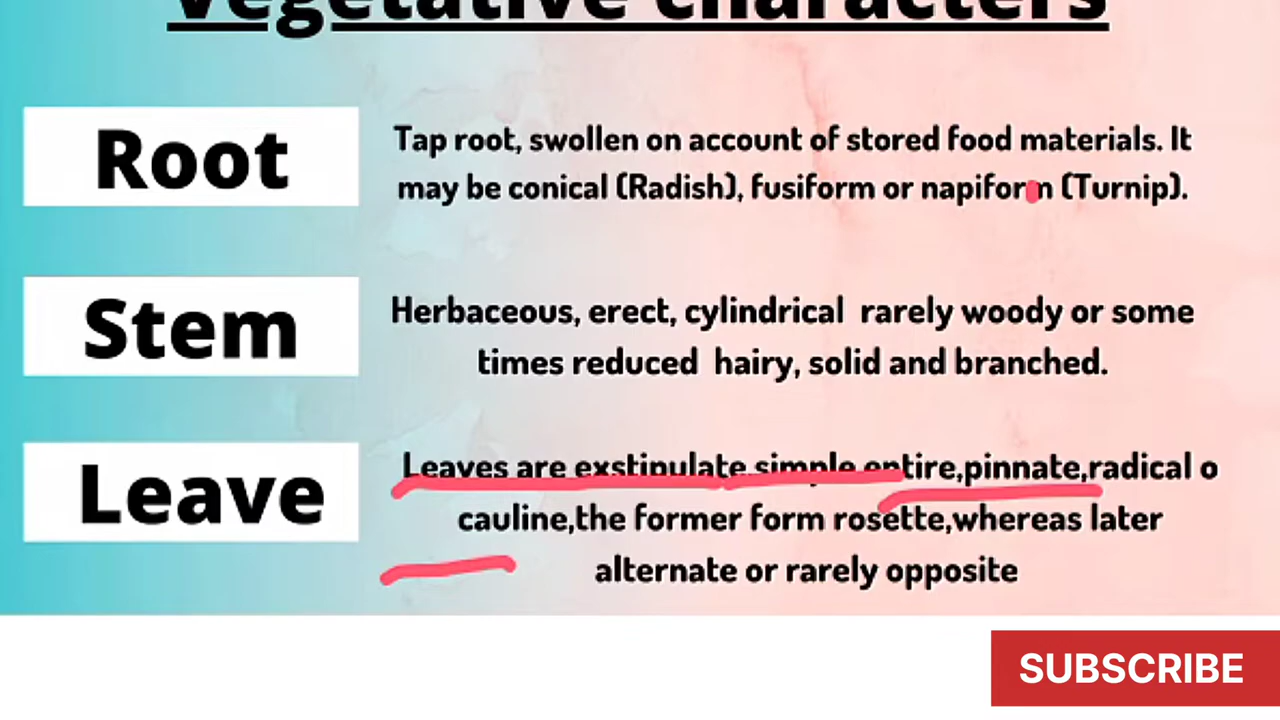 Vegetative characters
Root
Tap root, swollen on account of stored food materials. It
may be conical (Radish), fusiform or napiform (Turnip).
Stem
Herbaceous, erect, cylindrical rarely woody or some
times reduced hairy, solid and branched.
Leave
Leaves are exstipulate,simple,entire,pinnate,radical o
cauline,the former form rosette,whereas later
alternate or rarely opposite
SUBSCRIBE